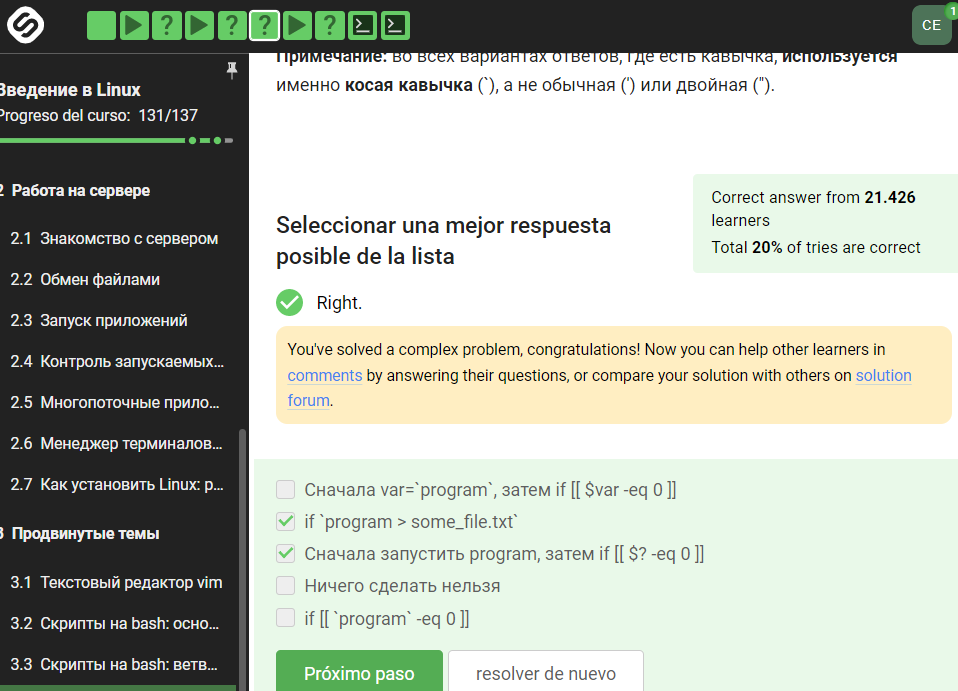 CE
1
Введение в Linux
Progreso del curso: 131/137
2 Работа на сервере
2.1 Знакомство с сервером
2.2 Обмен файлами
2.3 Запуск приложений
2.4 Контроль запускаемых...
2.5 Многопоточные прило...
2.6 Менеджер терминалов...
2.7 Как установить Linux: р...
3 Продвинутые темы
3.1 Текстовый редактор vim
3.2 Скрипты на bash: осно...
3.3 Скрипты на bash: ветв...
Примечание: во всех вариантах ответов, где есть кавычка, используется
именно косая кавычка (`), а не обычная (') или двойная (").
Correct answer from 21.426
learners
Total 20% of tries are correct
Seleccionar una mejor respuesta
posible de la lista
Right.
You've solved a complex problem, congratulations! Now you can help other learners in
comments by answering their questions, or compare your solution with others on solution
forum.
Сначала var=`program`, затем if [[ $var -eq 0 ]]
if `program > some_file.txt`
Сначала запустить program, затем if [[ $? -eq 0 ]]
Ничего сделать нельзя
if [[ `program` -eq 0 ]]
Próximo paso
resolver de nuevo